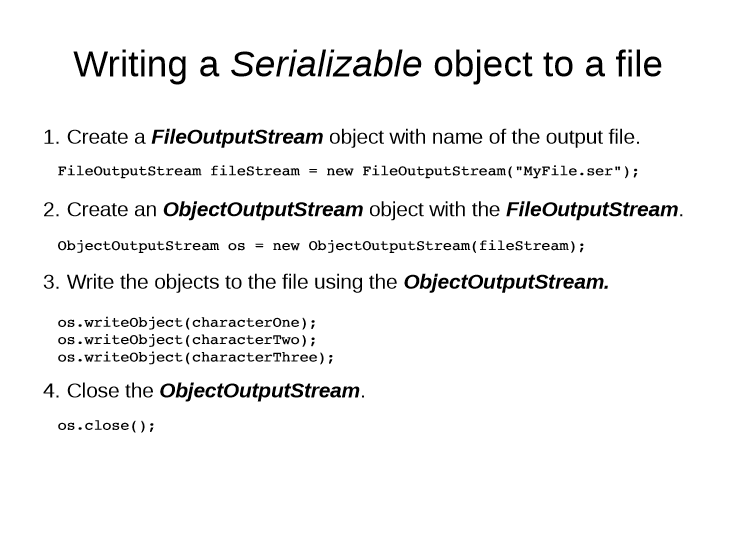 Writing a Serializable object to a file
1. Create a FileOutputStream object with name of the output file.
FileOutputStream fileStream = new FileOutputStream("MyFile.ser");
2. Create an ObjectOutputStream object with the FileOutputStream.
ObjectOutputStream os = new ObjectOutputStream(fileStream);
3. Write the objects to the file using the ObjectOutputStream.
os.writeObject(characterOne);
os.writeObject(characterTwo);
os.writeObject(characterThree);
4. Close the ObjectOutputStream.
os.close();